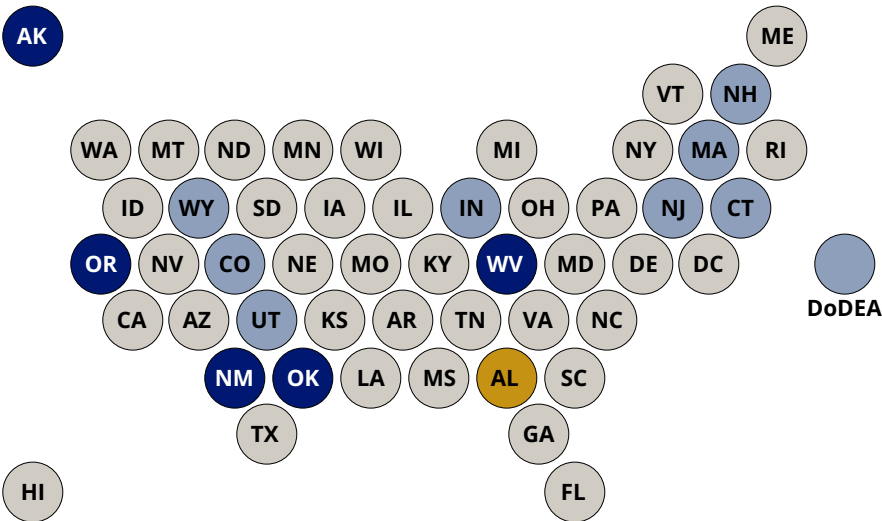 AK ME
VT NH
WA MT ND MN WI MI NY MA RI
ID WY SD IA IL IN OH PA NJ CT
OR NV CO NE MO KY WV MD DE DC
DoDEA
CA AZ UT KS AR TN VA NC
NM OK LA MS AL SC
TX GA
HI FL